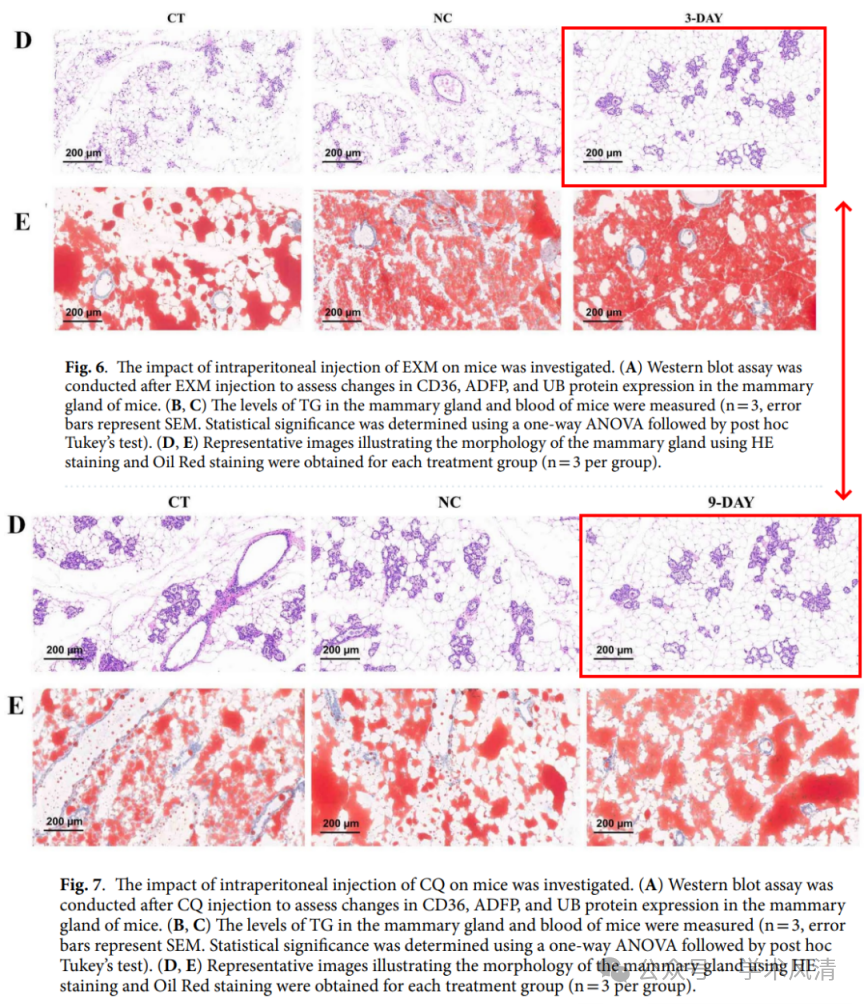 CT NC 3-DAY
D
200 μm 200 μm 200 μm
E
200 μm 200 μm 200 μm
Fig. 6. The impact of intraperitoneal injection of EXM on mice was investigated. (A) Western blot assay was
conducted after EXM injection to assess changes in CD36, ADFP, and UB protein expression in the mammary
gland of mice. (B, C) The levels of TG in the mammary gland and blood of mice were measured (n=3, error
bars represent SEM. Statistical significance was determined using a one-way ANOVA followed by post hoc
Tukey's test). (D, E) Representative images illustrating the morphology of the mammary gland using HE
staining and Oil Red staining were obtained for each treatment group (n=3 per group).
CT NC 9-DAY
D
200 μm 200 μm 200 μm
E
200 μm 200 μm 200 μm
Fig. 7. The impact of intraperitoneal injection of CQ on mice was investigated. (A) Western blot assay was
conducted after CQ injection to assess changes in CD36, ADFP, and UB protein expression in the mammary
gland of mice. (B, C) The levels of TG in the mammary gland and blood of mice were measured (n=3, error
bars represent SEM. Statistical significance was determined using a one-way ANOVA followed by post hoc
Tukey's test). (D, E) Representative images illustrating the morphology of the mammary gland using HE
staining and Oil Red staining were obtained for each treatment group (n=3 per group).
公众号 · 学术风清